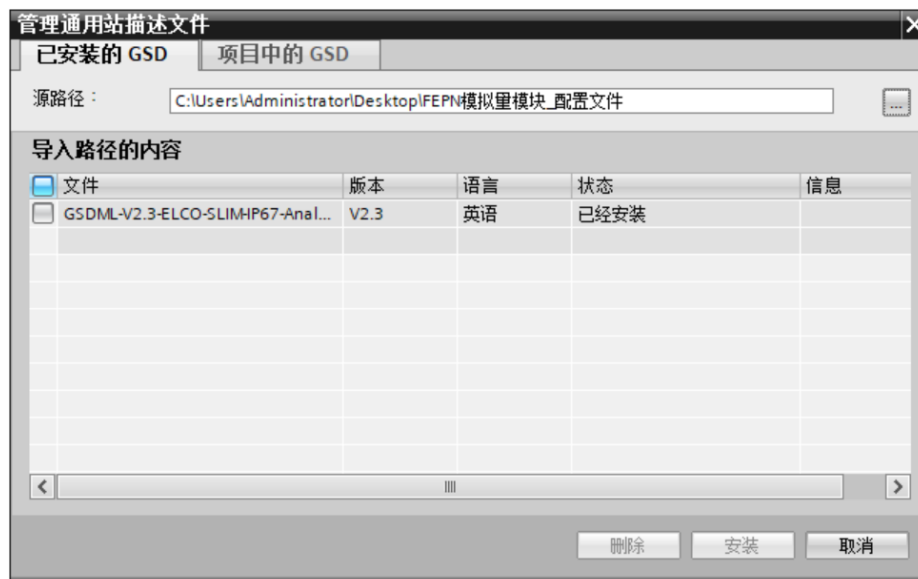 管理通用站描述文件
已安装的 GSD 项目中的 GSD
源路径： C:\Users\Administrator\Desktop\FEPN模拟量模块_配置文件 ...
导入路径的内容
文件 版本 语言 状态 信息
GSDML-V2.3-ELCO-SLIM-IP67-Anal... V2.3 英语 已经安装
删除 安装 取消